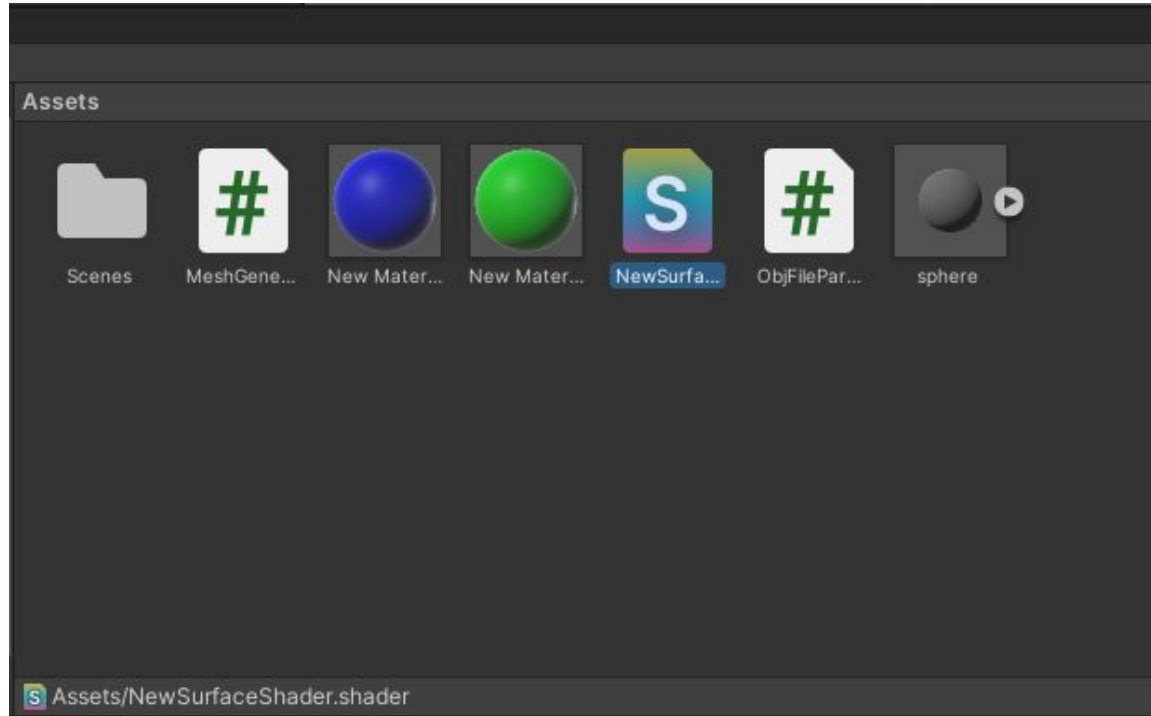 Assets
# S #
Scenes MeshGene... New Mater... New Mater... NewSurfa... ObjFilePar... sphere
S Assets/NewSurfaceShader.shader